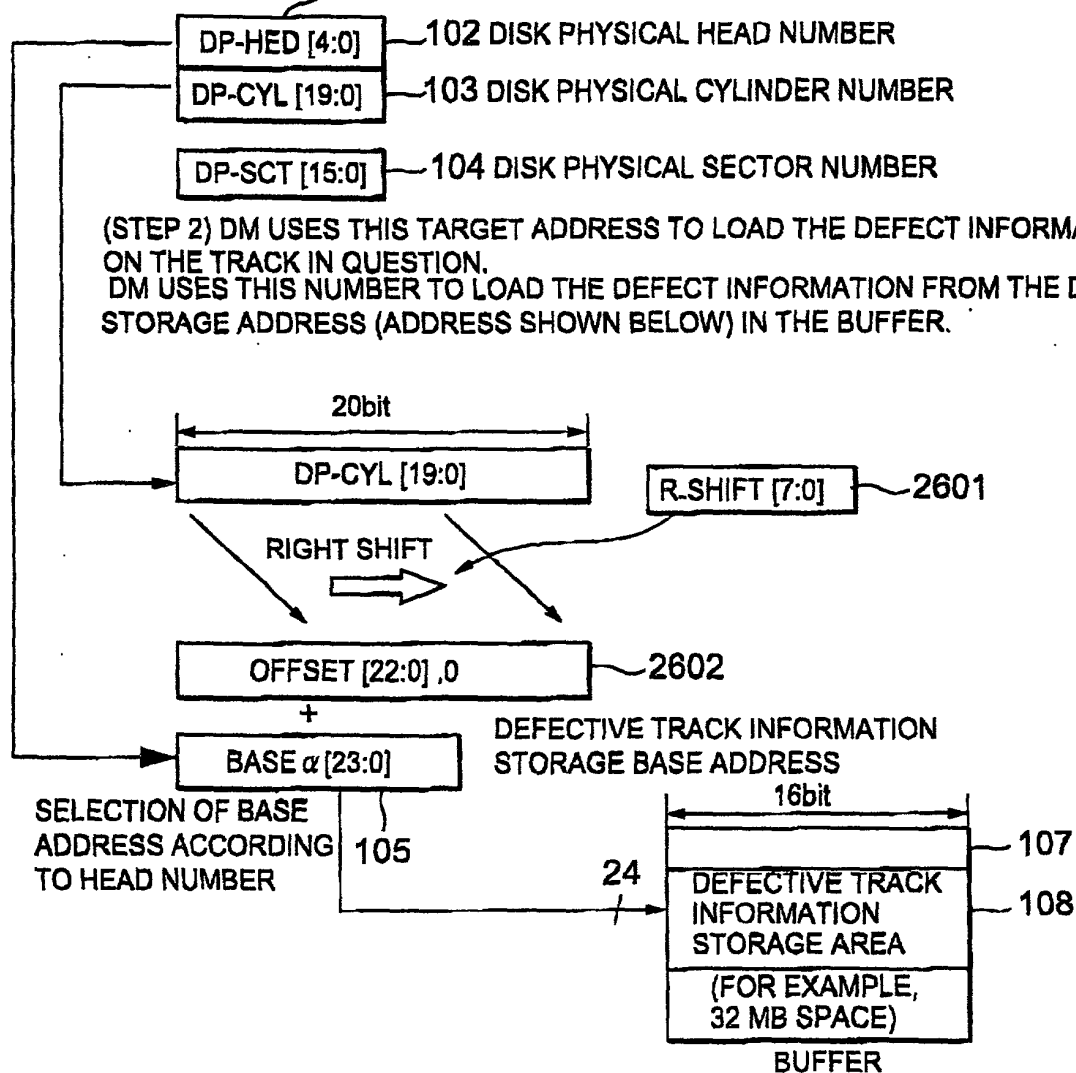 DP-HED [4:0] 102 DISK PHYSICAL HEAD NUMBER
DP-CYL [19:0] 103 DISK PHYSICAL CYLINDER NUMBER
DP-SCT [15:0] 104 DISK PHYSICAL SECTOR NUMBER
(STEP 2) DM USES THIS TARGET ADDRESS TO LOAD THE DEFECT
ON THE TRACK IN QUESTION.
DM USES THIS NUMBER TO LOAD THE DEFECT INFORMATION FROM THE
STORAGE ADDRESS (ADDRESS SHOWN BELOW) IN THE BUFFER.
20bit
DP-CYL [19:0]
R-SHIFT [7:0] 2601
RIGHT SHIFT
OFFSET [22:0] ,0 2602
+
BASE α [23:0]
DEFECTIVE TRACK INFORMATION
STORAGE BASE ADDRESS
SELECTION OF BASE
ADDRESS ACCORDING
TO HEAD NUMBER
105
16bit
107
24
DEFECTIVE TRACK
INFORMATION
STORAGE AREA
108
(FOR EXAMPLE,
32 MB SPACE)
BUFFER